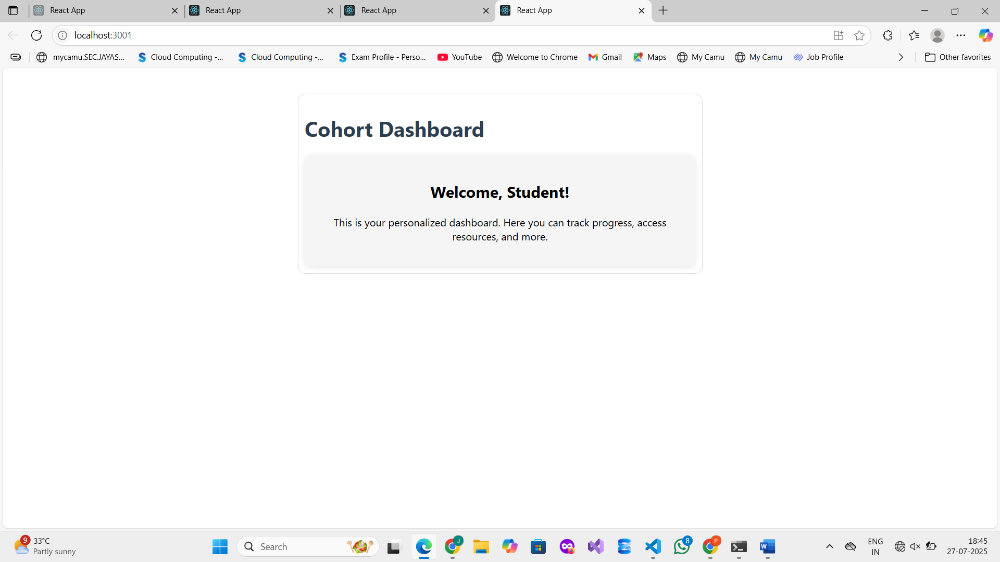 React App
React App
React App
React App
localhost:3001
mycamu.SEC.JAYAS...
Cloud Computing -...
Cloud Computing -...
Exam Profile - Perso...
YouTube
Welcome to Chrome
Gmail
Maps
My Camu
My Camu
Job Profile
Other favorites
Cohort Dashboard
Welcome, Student!
This is your personalized dashboard. Here you can track progress, access
resources, and more.
9
33°C
Partly sunny
Search
J
8
P
ENG
IN
18:45
27-07-2025